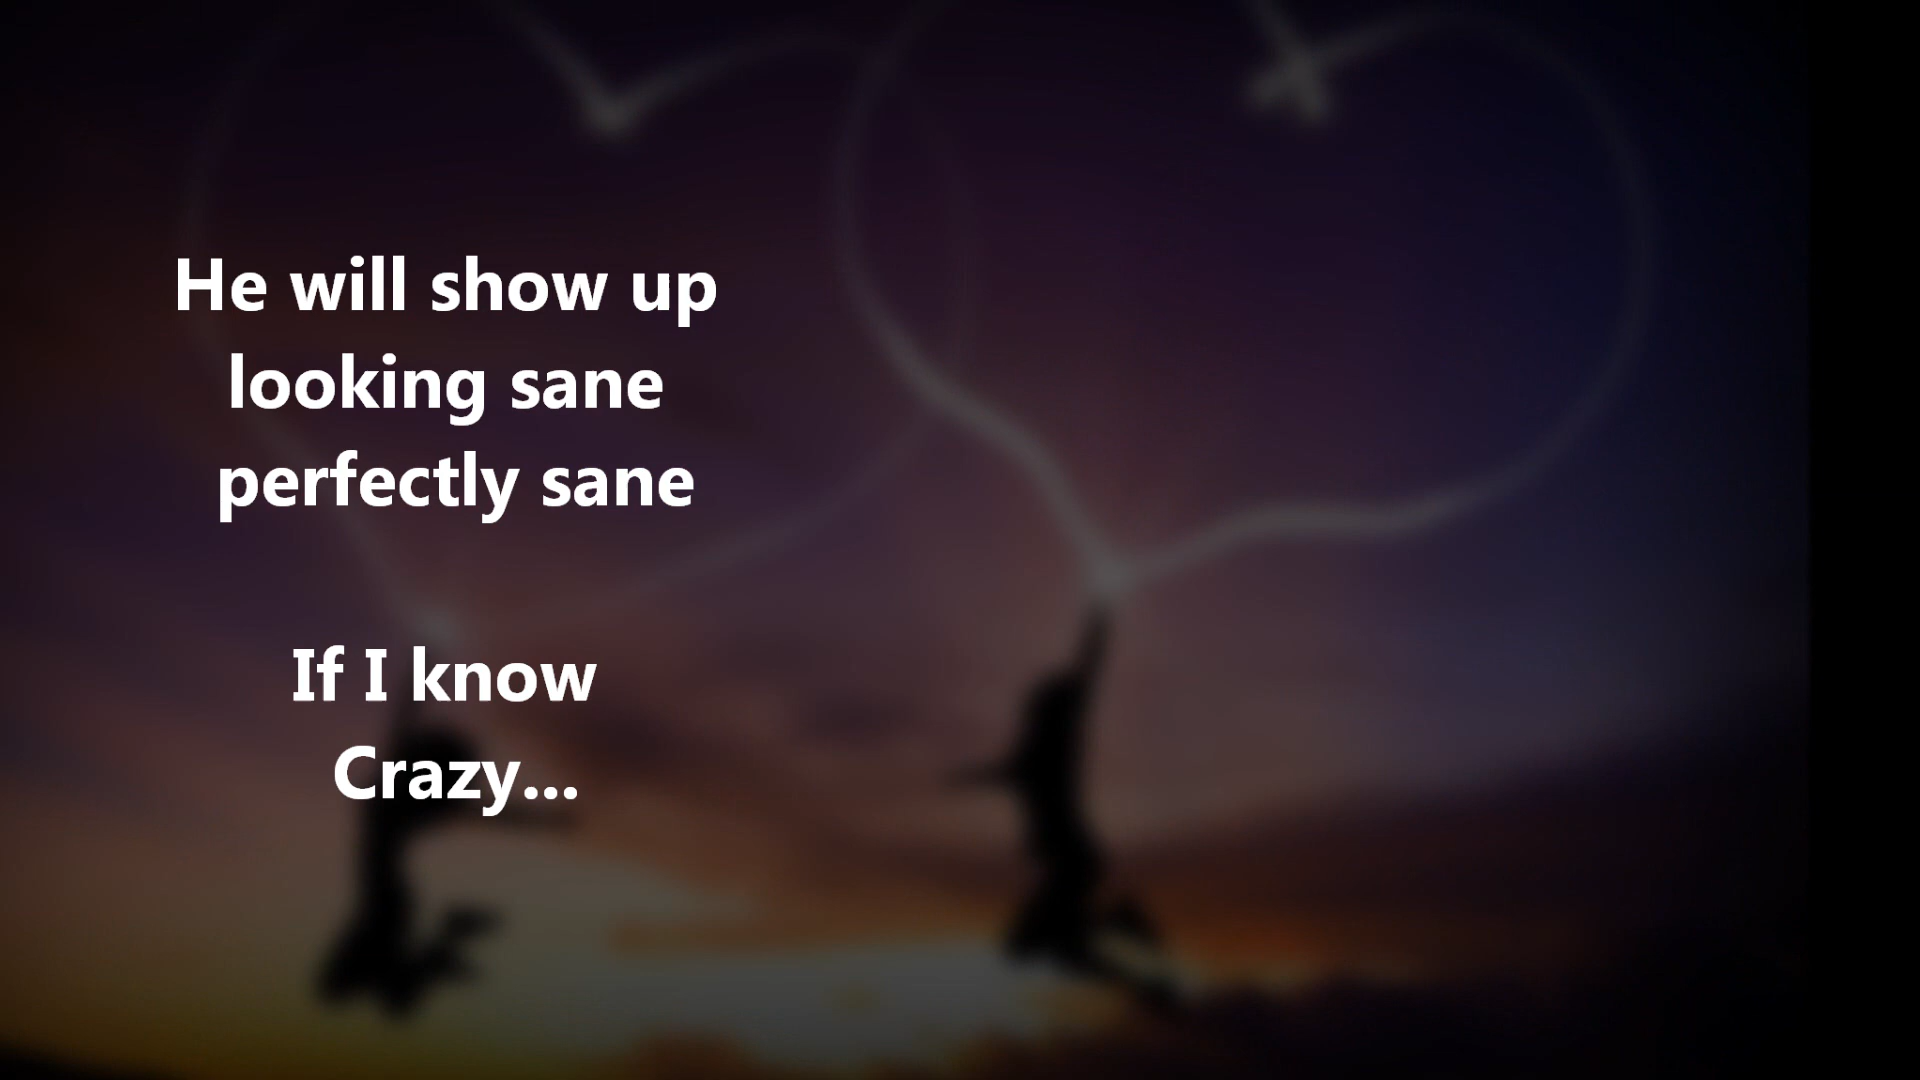 He will show up
looking sane
perfectly sane
If I know
Crazy...